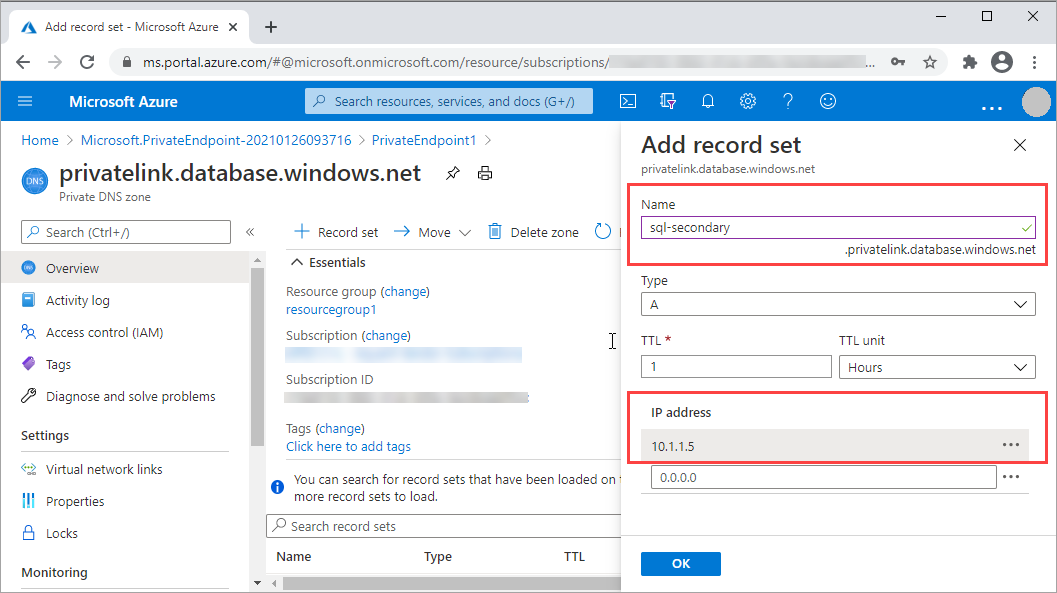 Add record set - Microsoft Azure
ms.portal.azure.com/#@microsoft.onmicrosoft.com/resource/subscriptions/
...
Microsoft Azure
Search resources, services, and docs (G+/)
...
Home > Microsoft.PrivateEndpoint-20210126093716 > PrivateEndpoint1 >
DNS
privatelink.database.windows.net
Private DNS zone
Search (Ctrl+/)
«
Overview
Activity log
Access control (IAM)
Tags
Diagnose and solve problems
Settings
Virtual network links
Properties
Locks
Monitoring
+ Record set
Move
Delete zone
Essentials
Resource group (change)
resourcegroup1
Subscription (change)
Subscription ID
Tags (change)
Click here to add tags
You can search for record sets that have been loaded on
more record sets to load.
Search record sets
Name Type TTL
Add record set
privatelink.database.windows.net
Name
sql-secondary
.privatelink.database.windows.net
Type
A
TTL * TTL unit
1 Hours
IP address
10.1.1.5
0.0.0.0
OK